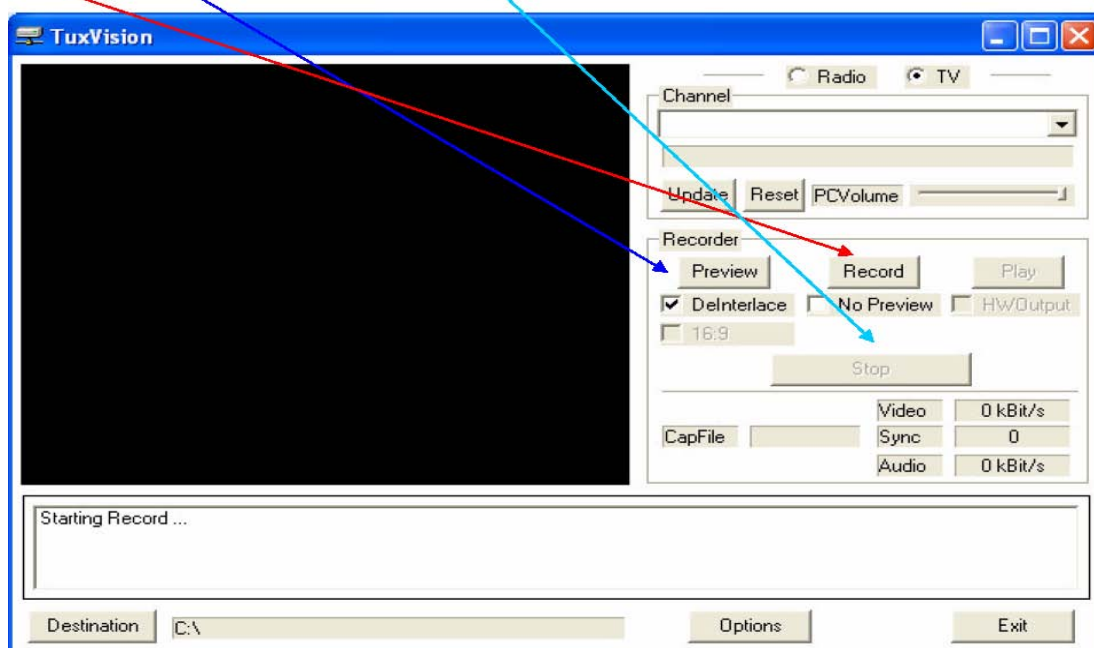 TuxVision
Radio TV
Channel
Update Reset PCVolume
Recorder
Preview Record Play
DeInterlace No Preview HWOutput
16:9
Stop
Video 0 kBit/s
CapFile Sync 0
Audio 0 kBit/s
Starting Record ...
Destination C:\ Options Exit